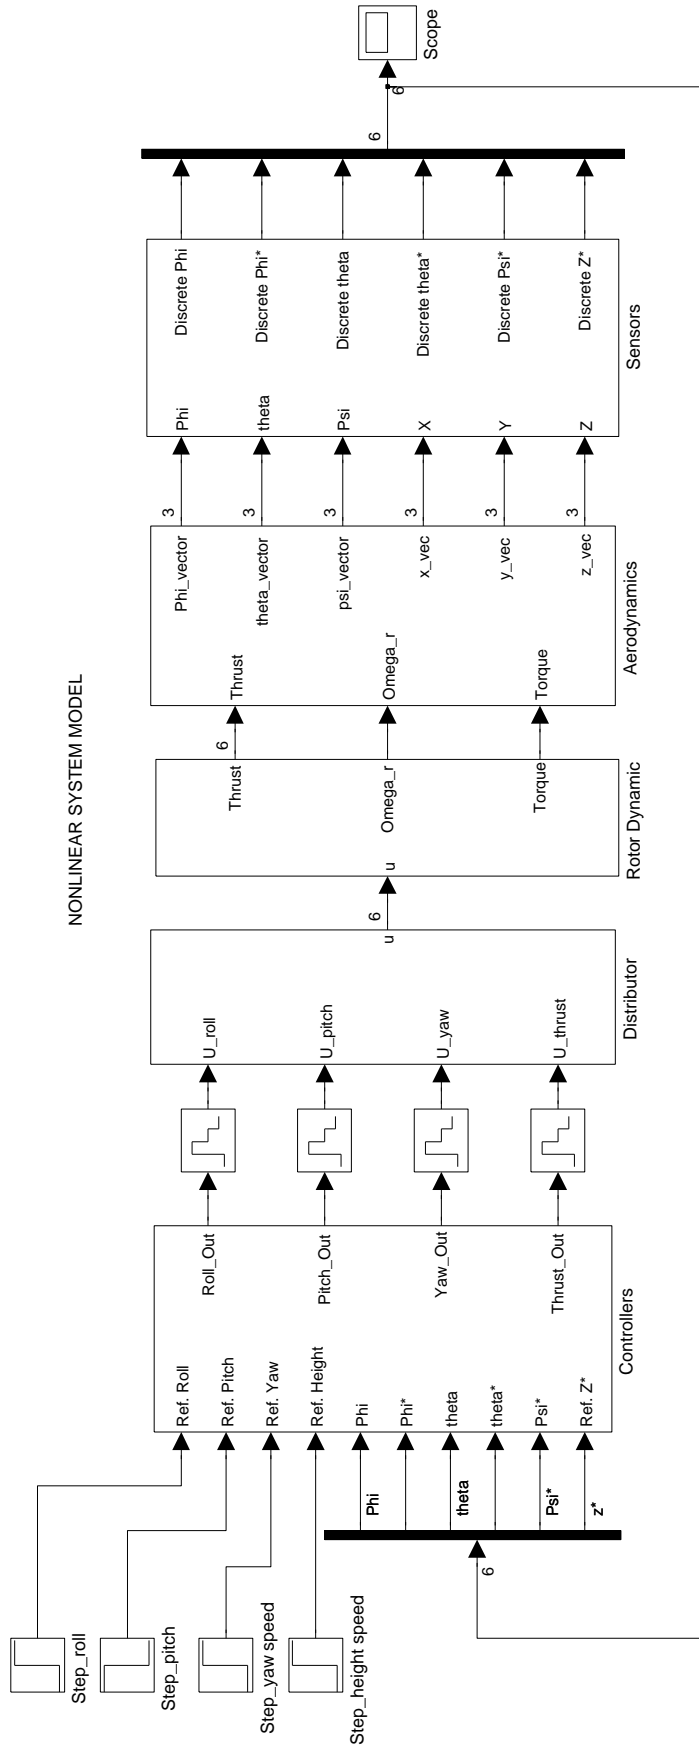 NONLINEAR SYSTEM MODEL
Step_roll
Step_pitch
Step_yaw speed
Step_height speed
6
Phi
theta
Psi*
z*
Ref. Roll
Ref. Pitch
Ref. Yaw
Ref. Height
Phi
Phi*
theta
theta*
Psi*
Ref. Z*
Roll_Out
Pitch_Out
Yaw_Out
Thrust_Out
Controllers
U_roll
U_pitch
U_yaw
U_thrust
u
Distributor
6
u
Thrust
Omega_r
Torque
Rotor Dynamic
6
Thrust
Omega_r
Torque
Phi_vector
theta_vector
psi_vector
x_vec
y_vec
z_vec
Aerodynamics
3
3
3
3
3
3
Phi
theta
Psi
X
Y
Z
Discrete Phi
Discrete Phi*
Discrete theta
Discrete theta*
Discrete Psi*
Discrete Z*
Sensors
6
6
Scope